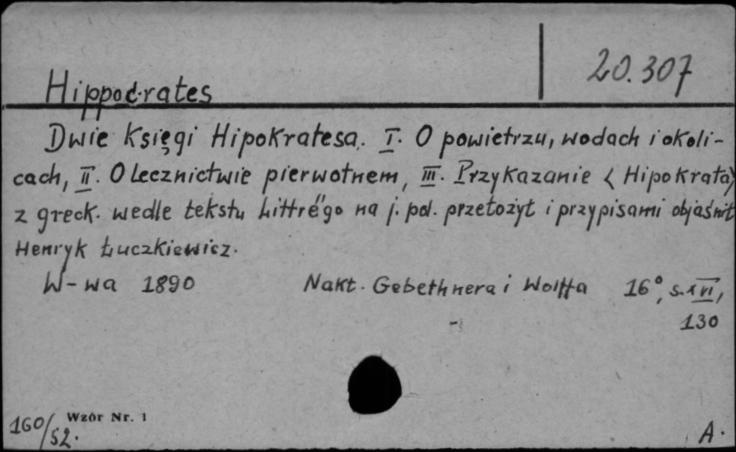 20.307
Hippocrates
Dwie Księgi Hipokratesa. I. O powietrzu, wodach i okoli-
cach, II. O Lecznictwie pierwotnem, III. Przykazanie < Hipokrata>
z greck. wedle tekstu Littré'go na j. pol. przełożył i przypisami objaśnił
Henryk Łuczkiewicz.
W-wa 1890 Nakł. Gebethnera i Wolffa 16°, s. XVI,
130
160/52. Wzór Nr. 1
A.